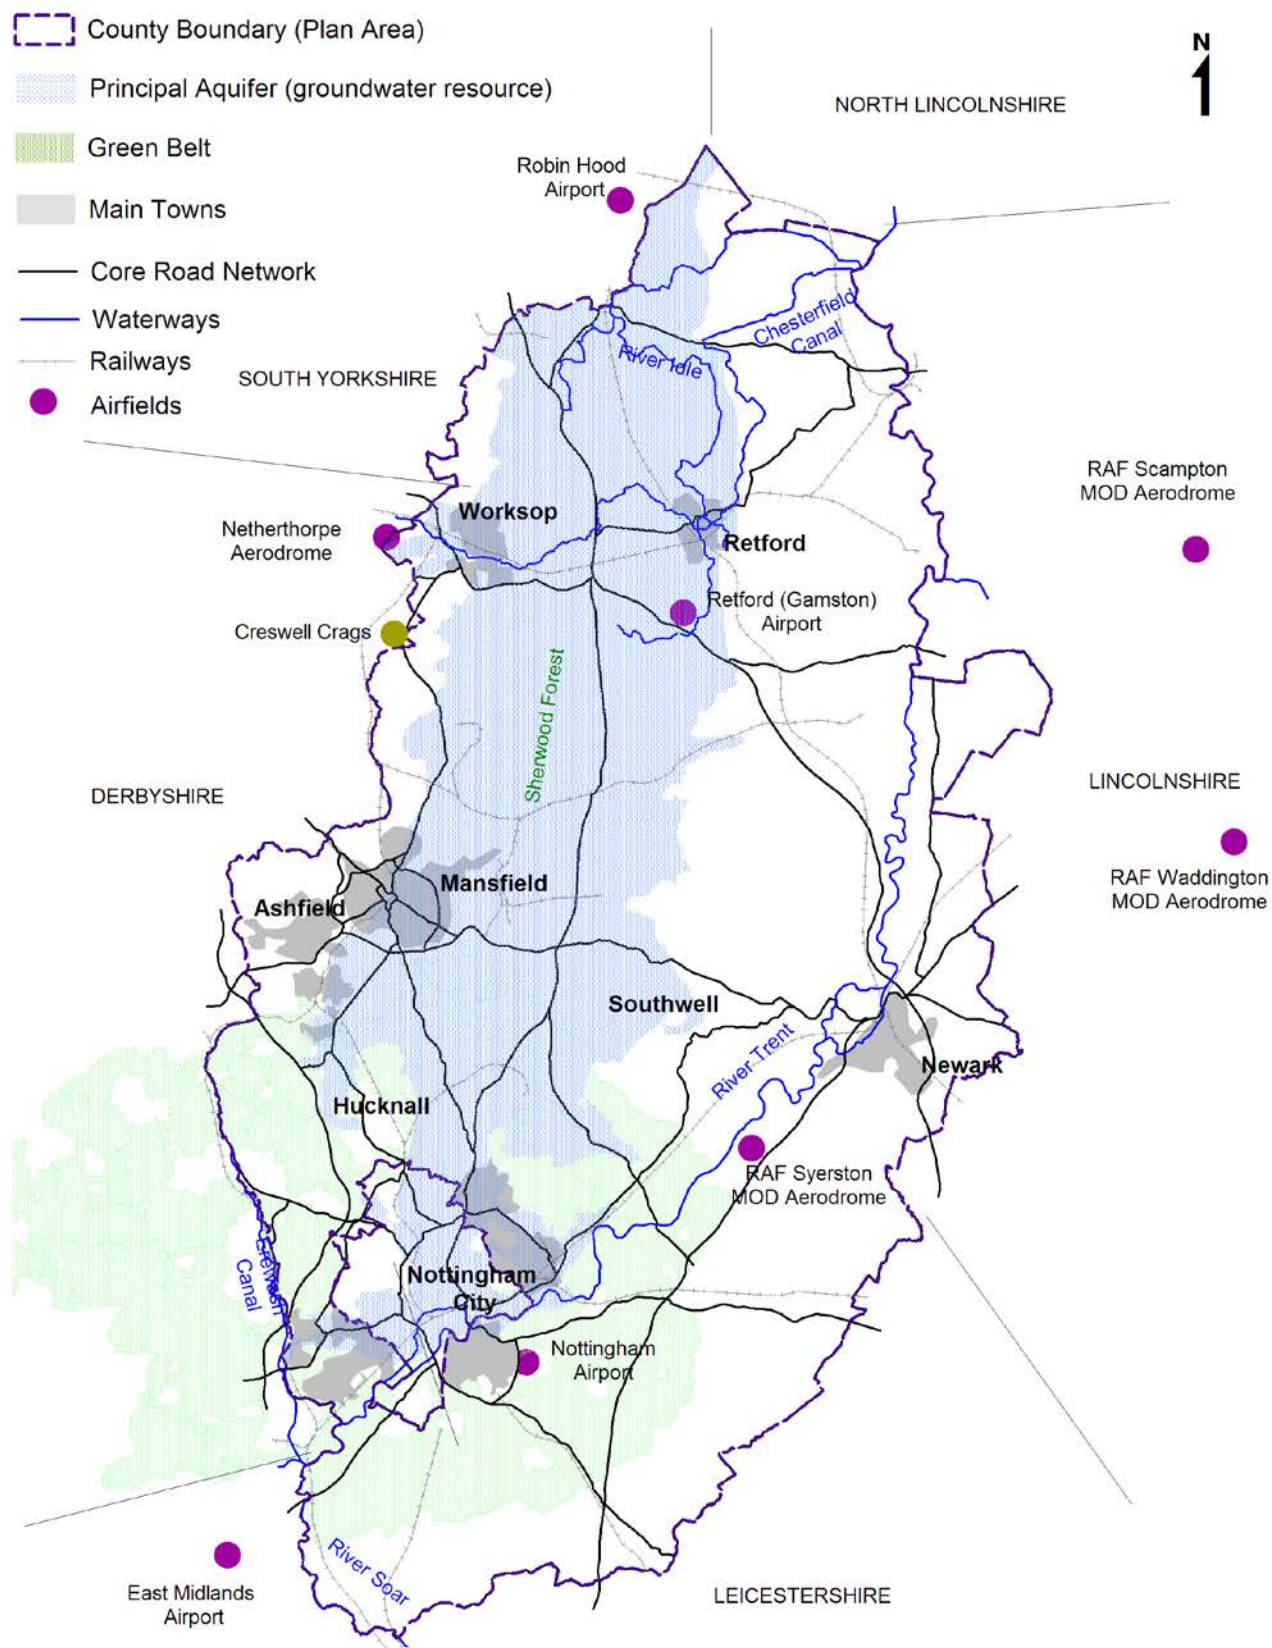 County Boundary (Plan Area)
Principal Aquifer (groundwater resource)
Green Belt
Main Towns
Core Road Network
Waterways
Railways
Airfields
N
NORTH LINCOLNSHIRE
Robin Hood
Airport
Chesterfield
Canal
River Idle
SOUTH YORKSHIRE
RAF Scampton
MOD Aerodrome
Worksop
Netherthorpe
Aerodrome
Retford
Retford (Gamston)
Airport
Creswell Crags
Sherwood Forest
DERBYSHIRE
LINCOLNSHIRE
RAF Waddington
MOD Aerodrome
Mansfield
Ashfield
Southwell
River Trent
Newark
Hucknall
RAF Syerston
MOD Aerodrome
Erewash
Canal
Nottingham
City
Nottingham
Airport
River Soar
East Midlands
Airport
LEICESTERSHIRE